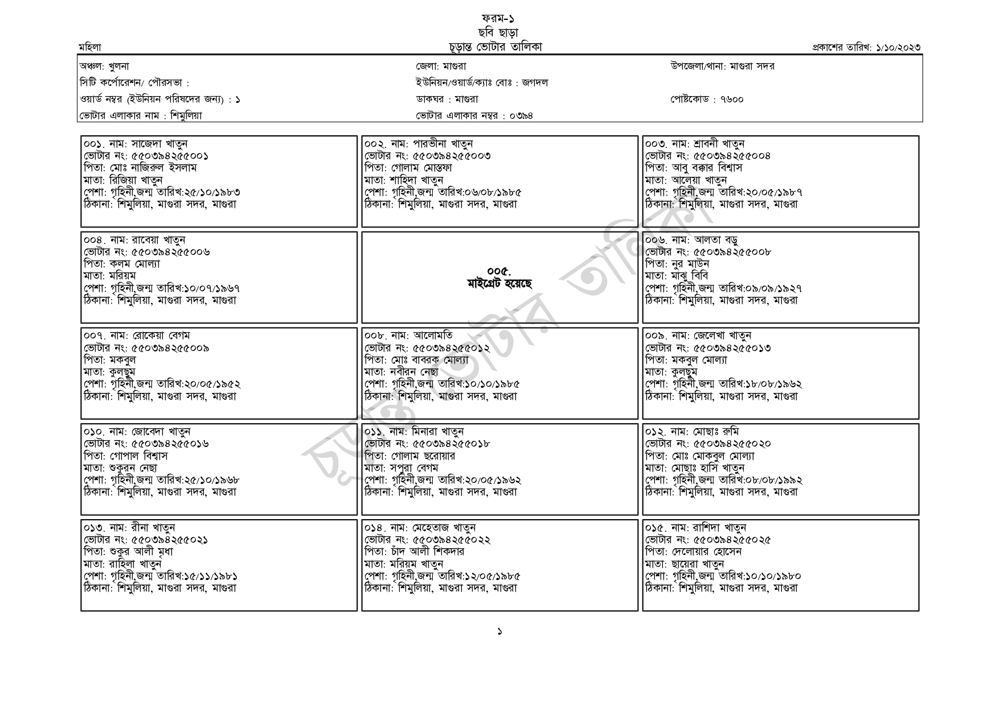 ফরম-১
ছবি ছাড়া
মহিলা
চূড়ান্ত ভোটার তালিকা
প্রকাশের তারিখ: ১/১০/২০২৩
অঞ্চল: খুলনা
জেলা: মাগুরা
উপজেলা/থানা: মাগুরা সদর
সিটি কর্পোরেশন/ পৌরসভা :
ইউনিয়ন/ওয়ার্ড/ক্যাঃ বোঃ : জগদল
ওয়ার্ড নম্বর (ইউনিয়ন পরিষদের জন্য) : ১
ডাকঘর : মাগুরা
পোষ্টকোড : ৭৬০০
ভোটার এলাকার নাম : শিমুলিয়া
ভোটার এলাকার নম্বর : ০৩৯৪
০০১. নাম: সাজেদা খাতুন
ভোটার নং: ৫৫০৩৯৪২৫৫০০১
পিতা: মোঃ নাজিরুল ইসলাম
মাতা: রিজিয়া খাতুন
পেশা: গৃহিনী,জন্ম তারিখ:২৫/১০/১৯৮৩
ঠিকানা: শিমুলিয়া, মাগুরা সদর, মাগুরা
০০২. নাম: পারভীনা খাতুন
ভোটার নং: ৫৫০৩৯৪২৫৫০০৩
পিতা: গোলাম মোস্তফা
মাতা: শাহিদা খাতুন
পেশা: গৃহিনী,জন্ম তারিখ:০৬/০৮/১৯৮৫
ঠিকানা: শিমুলিয়া, মাগুরা সদর, মাগুরা
০০৩. নাম: শ্রাবনী খাতুন
ভোটার নং: ৫৫০৩৯৪২৫৫০০৪
পিতা: আবু বক্কার বিশ্বাস
মাতা: আলেয়া খাতুন
পেশা: গৃহিনী,জন্ম তারিখ:২০/০৫/১৯৮৭
ঠিকানা: শিমুলিয়া, মাগুরা সদর, মাগুরা
০০৪. নাম: রাবেয়া খাতুন
ভোটার নং: ৫৫০৩৯৪২৫৫০০৬
পিতা: কলম মোল্যা
মাতা: মরিয়ম
পেশা: গৃহিনী,জন্ম তারিখ:১০/০৭/১৯৬৭
ঠিকানা: শিমুলিয়া, মাগুরা সদর, মাগুরা
০০৫.
মাইগ্রেট হয়েছে
০০৬. নাম: আলতা বড়ু
ভোটার নং: ৫৫০৩৯৪২৫৫০০৮
পিতা: নুর মাউন
মাতা: মাঝু বিবি
পেশা: গৃহিনী,জন্ম তারিখ:০৯/০৯/১৯২৭
ঠিকানা: শিমুলিয়া, মাগুরা সদর, মাগুরা
০০৭. নাম: রোকেয়া বেগম
ভোটার নং: ৫৫০৩৯৪২৫৫০০৯
পিতা: মকবুল
মাতা: কুলছুম
পেশা: গৃহিনী,জন্ম তারিখ:২০/০৫/১৯৫২
ঠিকানা: শিমুলিয়া, মাগুরা সদর, মাগুরা
০০৮. নাম: আলোমতি
ভোটার নং: ৫৫০৩৯৪২৫৫০১২
পিতা: মোঃ বাবরক মোল্যা
মাতা: নবীরন নেছা
পেশা: গৃহিনী,জন্ম তারিখ:১০/১০/১৯৮৫
ঠিকানা: শিমুলিয়া, মাগুরা সদর, মাগুরা
০০৯. নাম: জেলেখা খাতুন
ভোটার নং: ৫৫০৩৯৪২৫৫০১৩
পিতা: মকবুল মোল্যা
মাতা: কুলছুম
পেশা: গৃহিনী,জন্ম তারিখ:১৮/০৮/১৯৬২
ঠিকানা: শিমুলিয়া, মাগুরা সদর, মাগুরা
০১০. নাম: জোবেদা খাতুন
ভোটার নং: ৫৫০৩৯৪২৫৫০১৬
পিতা: গোপাল বিশ্বাস
মাতা: শুকুরন নেছা
পেশা: গৃহিনী,জন্ম তারিখ:২৫/১০/১৯৬৮
ঠিকানা: শিমুলিয়া, মাগুরা সদর, মাগুরা
০১১. নাম: মিনারা খাতুন
ভোটার নং: ৫৫০৩৯৪২৫৫০১৮
পিতা: গোলাম ছরোয়ার
মাতা: সপুরা বেগম
পেশা: গৃহিনী,জন্ম তারিখ:২০/০৫/১৯৬২
ঠিকানা: শিমুলিয়া, মাগুরা সদর, মাগুরা
০১২. নাম: মোছাঃ রুমি
ভোটার নং: ৫৫০৩৯৪২৫৫০২০
পিতা: মোঃ মোকবুল মোল্যা
মাতা: মোছাঃ হাসি খাতুন
পেশা: গৃহিনী,জন্ম তারিখ:০৮/০৮/১৯৯২
ঠিকানা: শিমুলিয়া, মাগুরা সদর, মাগুরা
০১৩. নাম: রীনা খাতুন
ভোটার নং: ৫৫০৩৯৪২৫৫০২১
পিতা: শুকুর আলী মৃধা
মাতা: রাহিলা খাতুন
পেশা: গৃহিনী,জন্ম তারিখ:১৫/১১/১৯৮১
ঠিকানা: শিমুলিয়া, মাগুরা সদর, মাগুরা
০১৪. নাম: মেহেতাজ খাতুন
ভোটার নং: ৫৫০৩৯৪২৫৫০২২
পিতা: চাঁদ আলী শিকদার
মাতা: মরিয়ম খাতুন
পেশা: গৃহিনী,জন্ম তারিখ:১২/০৫/১৯৮৫
ঠিকানা: শিমুলিয়া, মাগুরা সদর, মাগুরা
০১৫. নাম: রাশিদা খাতুন
ভোটার নং: ৫৫০৩৯৪২৫৫০২৫
পিতা: দেলোয়ার হোসেন
মাতা: ছায়েরা খাতুন
পেশা: গৃহিনী,জন্ম তারিখ:১০/১০/১৯৮০
ঠিকানা: শিমুলিয়া, মাগুরা সদর, মাগুরা
চূড়ান্ত ভোটার তালিকা
১